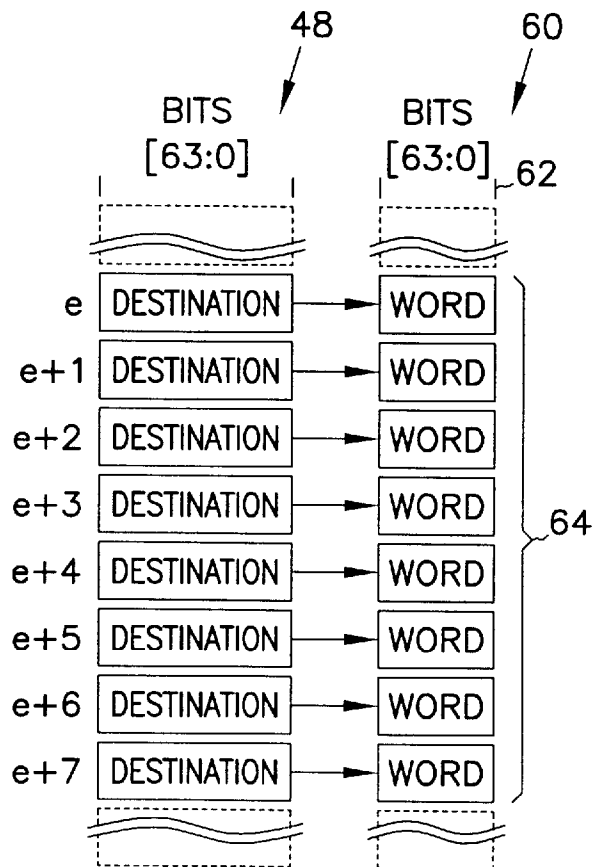 48 60
BITS BITS
[63:0] [63:0]
62
e DESTINATION WORD
e+1 DESTINATION WORD
e+2 DESTINATION WORD
e+3 DESTINATION WORD
e+4 DESTINATION WORD
64
e+5 DESTINATION WORD
e+6 DESTINATION WORD
e+7 DESTINATION WORD